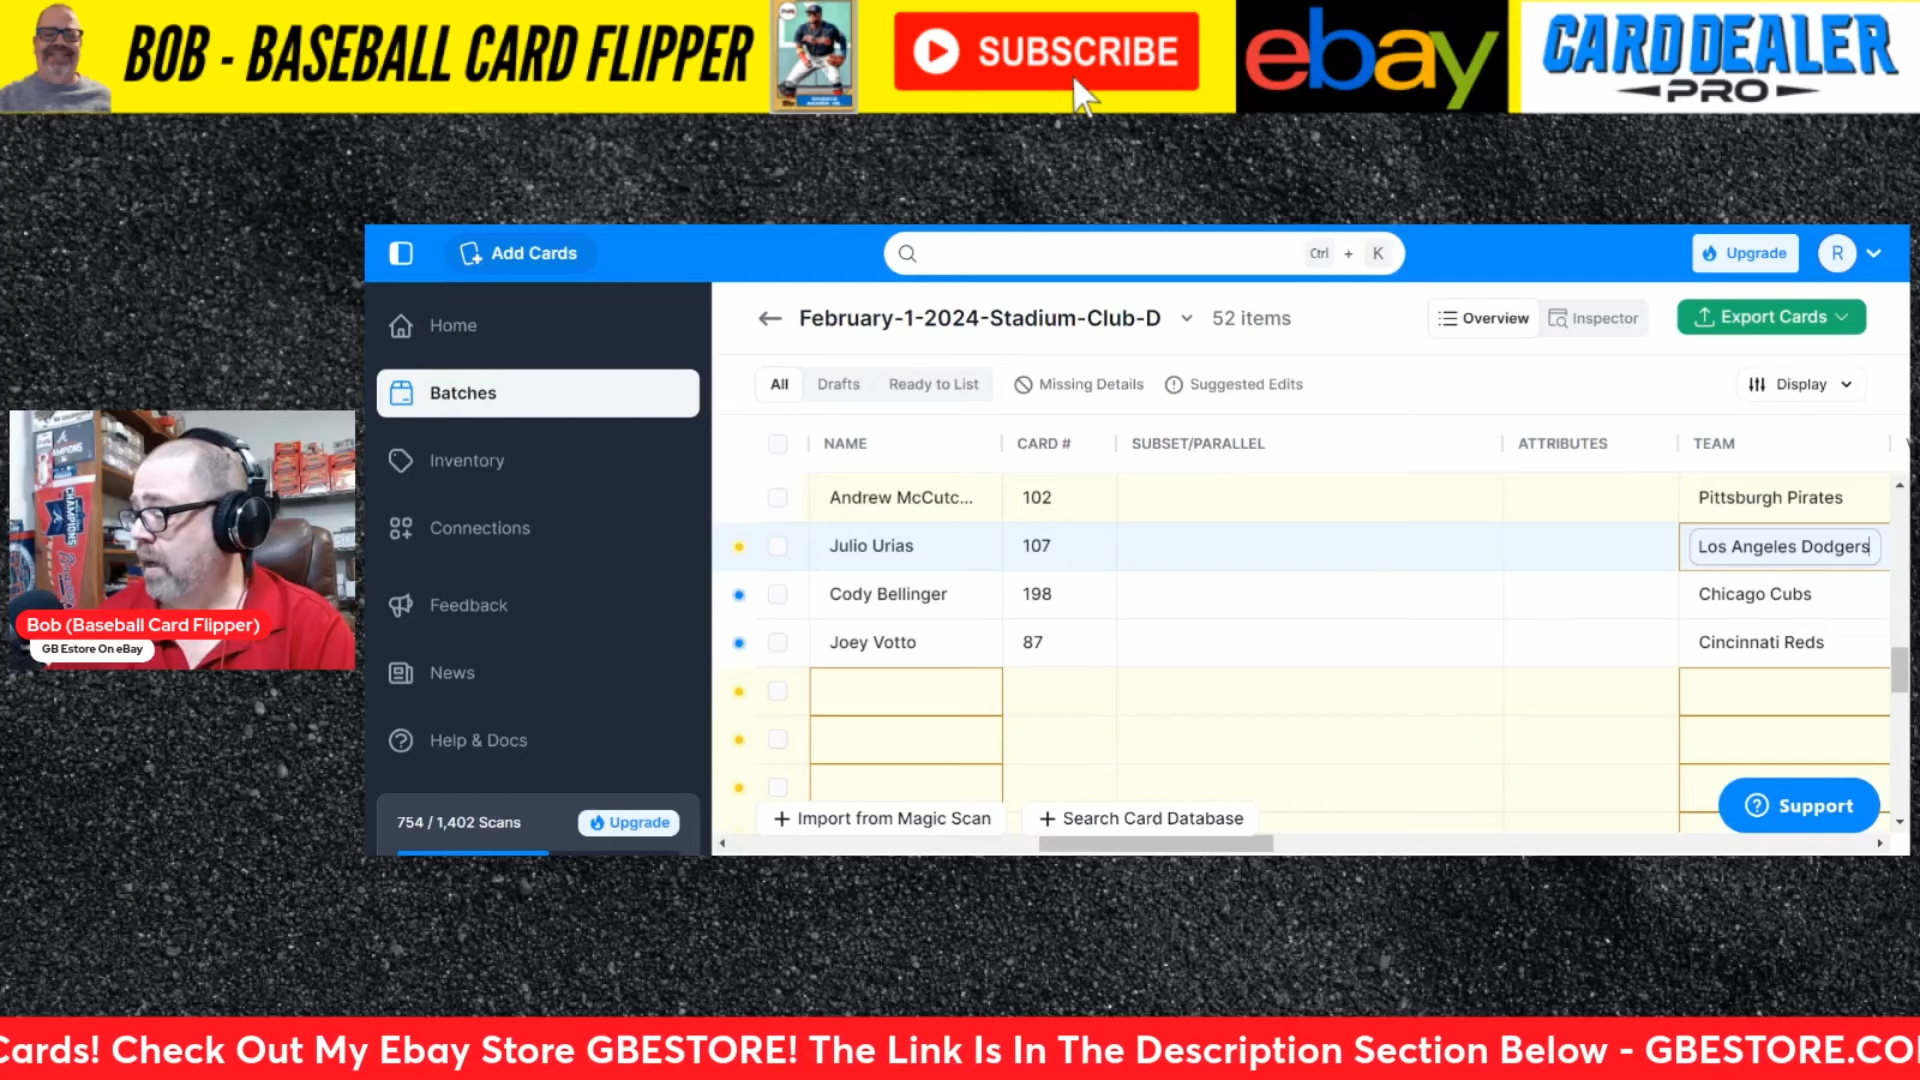 BOB - BASEBALL CARD FLIPPER
SUBSCRIBE
ebay
CARD DEALER
PRO
Add Cards
Ctrl + K
Upgrade
R
Home
Batches
Inventory
Connections
Feedback
News
Help & Docs
754 / 1,402 Scans
Upgrade
February-1-2024-Stadium-Club-D
52 items
Overview
Inspector
Export Cards
All
Drafts
Ready to List
Missing Details
Suggested Edits
Display
NAME CARD # SUBSET/PARALLEL ATTRIBUTES TEAM
Andrew McCutc... 102 Pittsburgh Pirates
Julio Urias 107 Los Angeles Dodgers
Cody Bellinger 198 Chicago Cubs
Joey Votto 87 Cincinnati Reds
+ Import from Magic Scan
+ Search Card Database
Support
CHAMPIONS
Bob (Baseball Card Flipper)
GB Estore On eBay
Cards! Check Out My Ebay Store GBESTORE! The Link Is In The Description Section Below - GBESTORE.CO